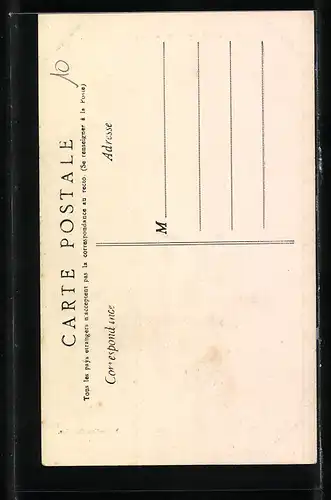 10
CARTE POSTALE
Tous les pays étrangers n'acceptent pas la correspondance au recto. (Se renseigner à la Poste)
Correspondance
Adresse
M